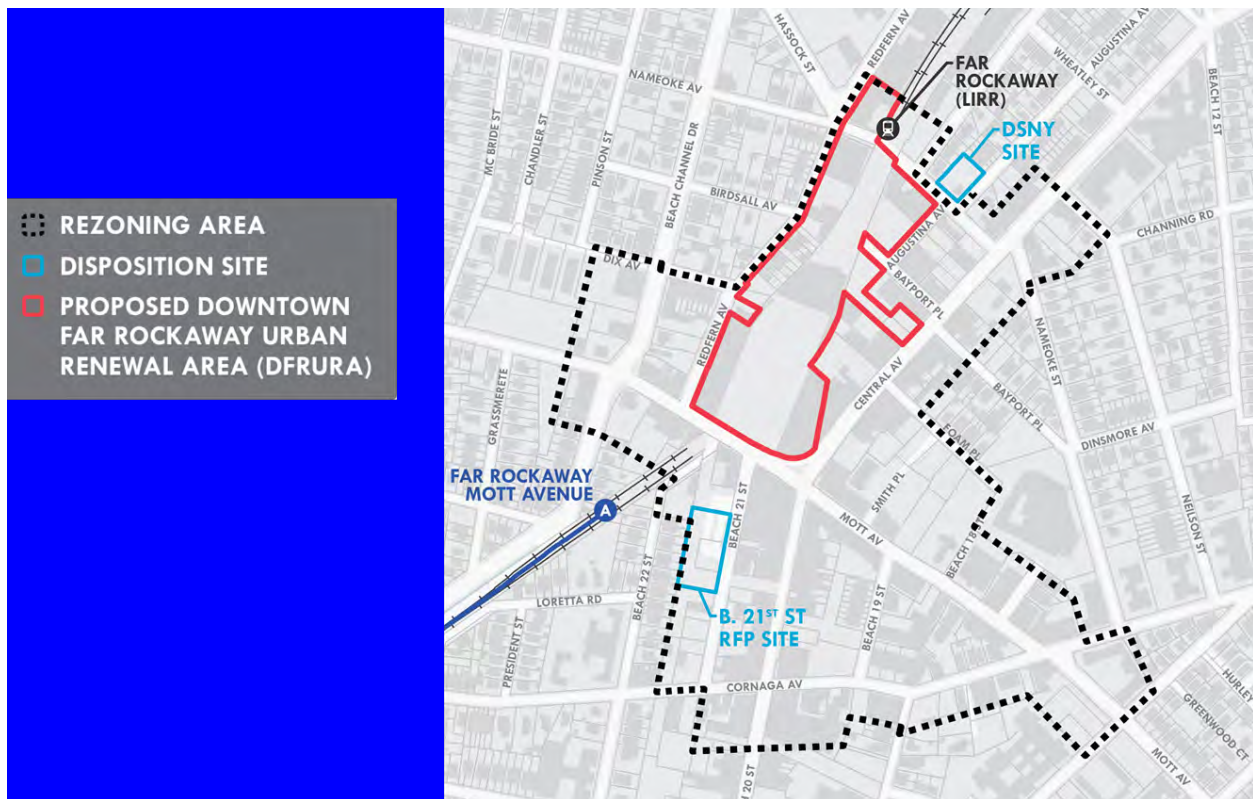 REZONING AREA
DISPOSITION SITE
PROPOSED DOWNTOWN
FAR ROCKAWAY URBAN
RENEWAL AREA (DFRURA)
HASSOCK ST
REDFERN AV
AUGUSTINA AV
WHEATLEY ST
AUGUSTINA AV
BEACH 12 ST
FAR
ROCKAWAY
(LIRR)
NAMEOKE AV
DSNY
SITE
MC BRIDE ST
CHANDLER ST
PINSON ST
BEACH CHANNEL DR
BIRDSALL AV
AUGUSTINA AV
CHANNING RD
DIX AV
BAYPORT PL
REDFERN AV
NAMEOKE ST
CENTRAL AV
BAYPORT PL
GRASSMERETE
FOAM PL
DINSMORE AV
FAR ROCKAWAY
MOTT AVENUE
A
SMITH PL
BEACH 21 ST
NEILSON ST
MOTT AV
BEACH 18 ST
BEACH 22 ST
LORETTA RD
BEACH 19 ST
B. 21ST ST
RFP SITE
PRESIDENT ST
CORNAGA AV
HURLEY
GREENWOOD CT
MOTT AV
20 ST